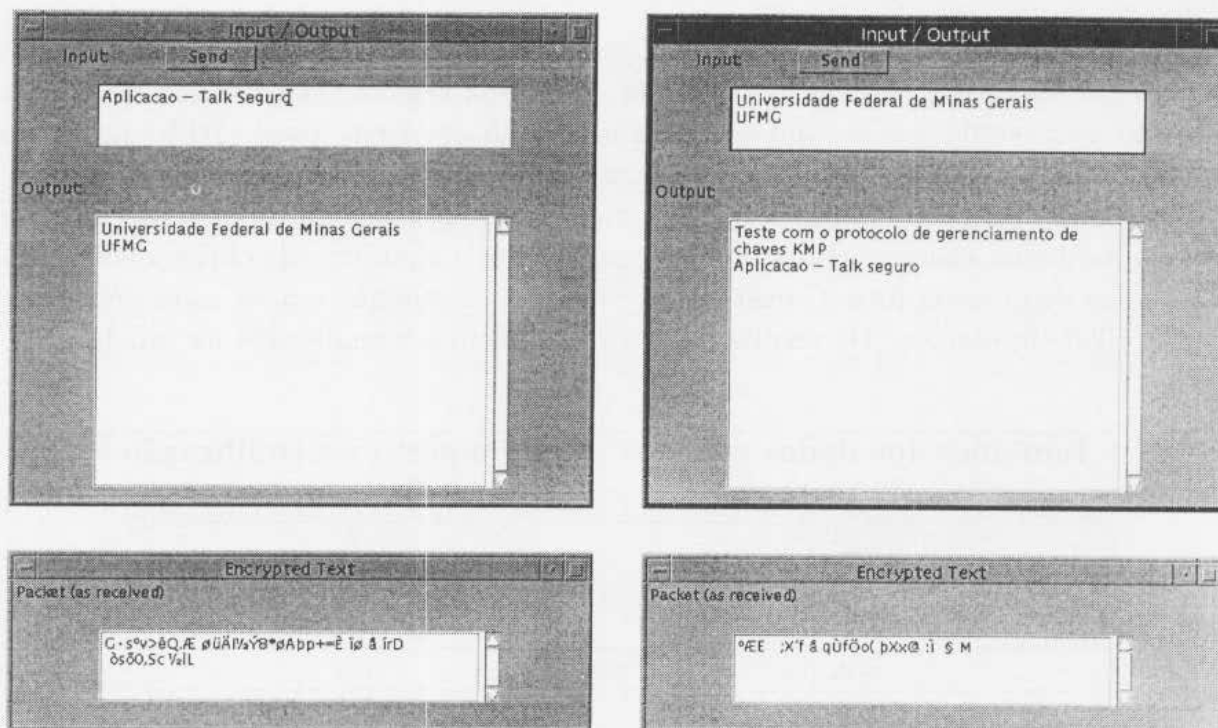 Input / Output
Input: Send
Aplicacao – Talk Seguro
Output:
Universidade Federal de Minas Gerais
UFMG
Input / Output
Input: Send
Universidade Federal de Minas Gerais
UFMG
Output:
Teste com o protocolo de gerenciamento de
chaves KMP
Aplicacao – Talk seguro
Encrypted Text
Packet (as received)
Encrypted Text
Packet (as received)